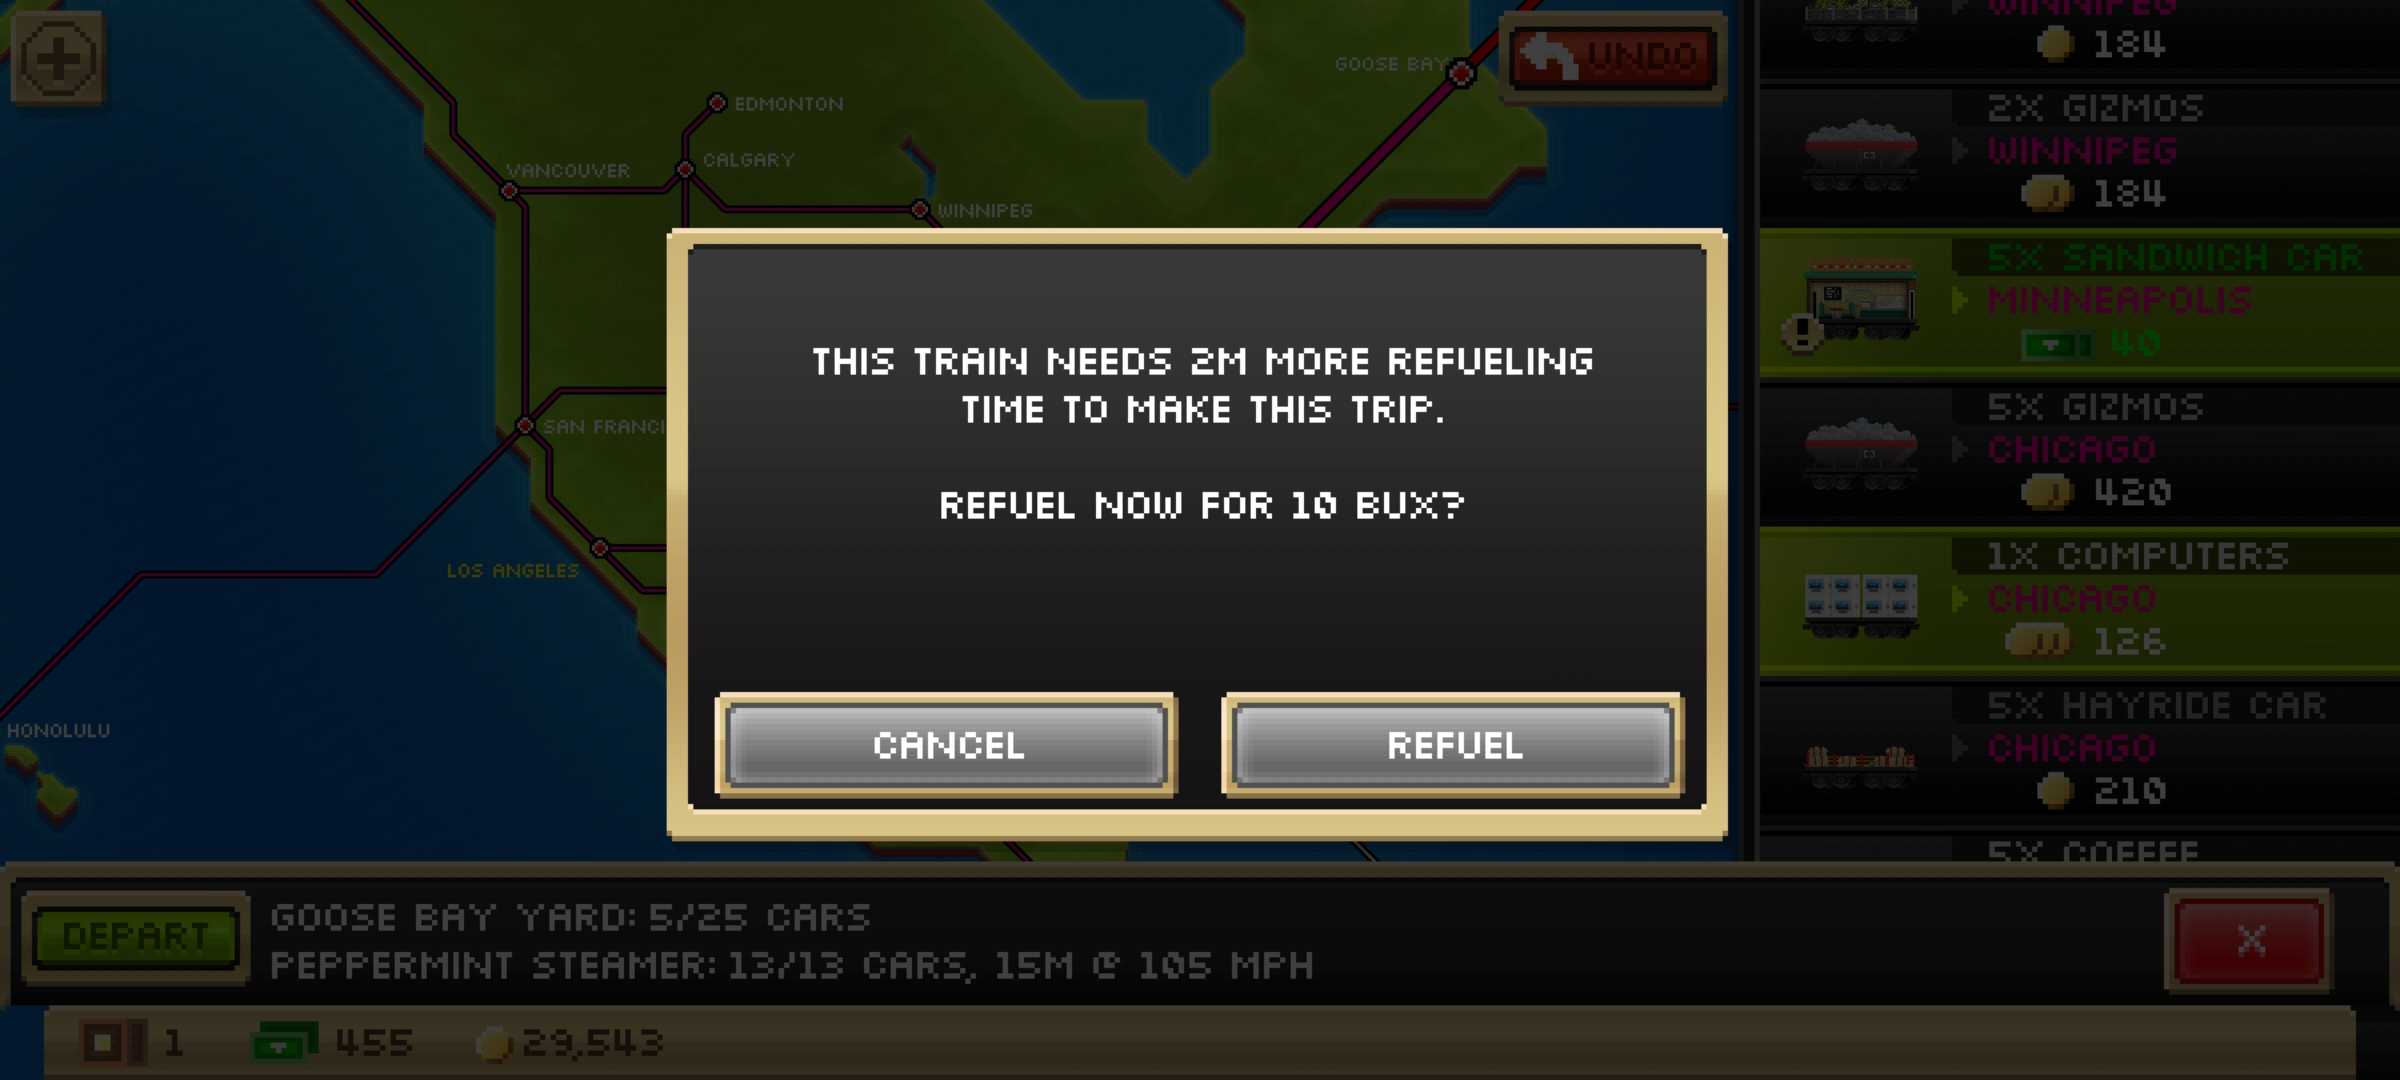 GOOSE BAY
UNDO
EDMONTON
CALGARY
VANCOUVER
WINNIPEG
SAN FRANCI
LOS ANGELES
HONOLULU
THIS TRAIN NEEDS 2M MORE REFUELING
TIME TO MAKE THIS TRIP.
REFUEL NOW FOR 10 BUX?
CANCEL
REFUEL
WINNIPEG
184
2X GIZMOS
WINNIPEG
184
5X SANDWICH CAR
MINNEAPOLIS
40
5X GIZMOS
CHICAGO
420
1X COMPUTERS
CHICAGO
126
5X HAYRIDE CAR
CHICAGO
210
5X COFFEE
DEPART
GOOSE BAY YARD: 5/25 CARS
PEPPERMINT STEAMER: 13/13 CARS, 15M @ 105 MPH
X
1
455
29,543